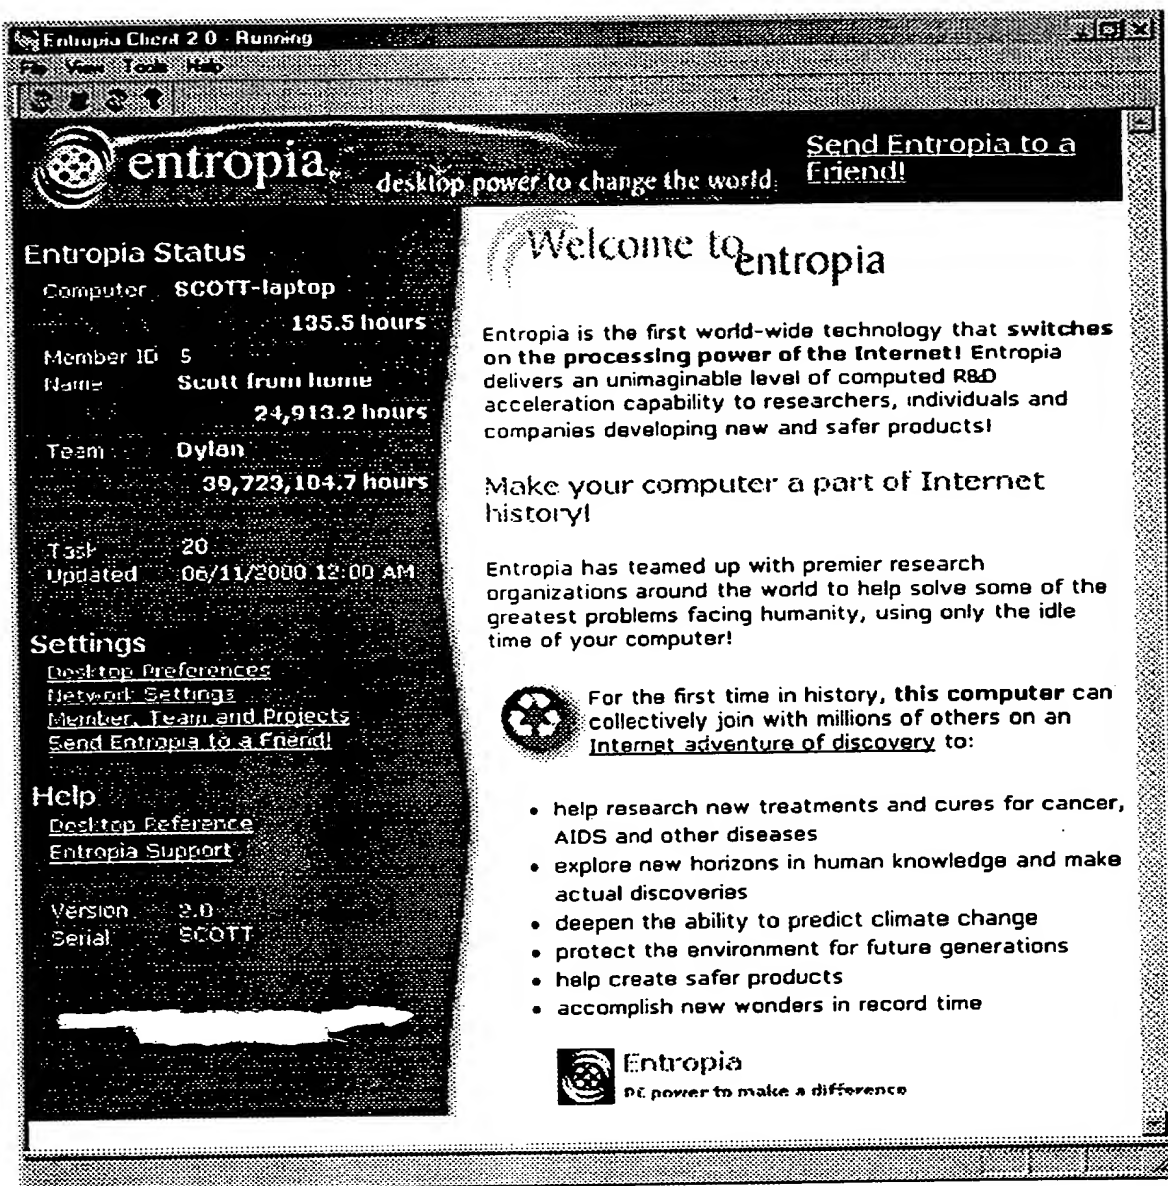 Entropia Client 2.0 - Running
File View Tools Help
entropia
desktop power to change the world
Send Entropia to a
Friend!
Entropia Status
Computer SCOTT-laptop
135.5 hours
Member ID 5
Name Scott from home
24,913.2 hours
Team Dylan
39,723,104.7 hours
Task 20
Updated 06/11/2000 12:00 AM
Settings
Desktop Preferences
Network Settings
Member, Team and Projects
Send Entropia to a Friend!
Help
Desktop Reference
Entropia Support
Version 2.0
Serial SCOTT
Welcome to
entropia
Entropia is the first world-wide technology that switches
on the processing power of the Internet! Entropia
delivers an unimaginable level of computed R&D
acceleration capability to researchers, individuals and
companies developing new and safer products!
Make your computer a part of Internet
history!
Entropia has teamed up with premier research
organizations around the world to help solve some of the
greatest problems facing humanity, using only the idle
time of your computer!
For the first time in history, this computer can
collectively join with millions of others on an
Internet adventure of discovery to:
• help research new treatments and cures for cancer,
AIDS and other diseases
• explore new horizons in human knowledge and make
actual discoveries
• deepen the ability to predict climate change
• protect the environment for future generations
• help create safer products
• accomplish new wonders in record time
Entropia
PC power to make a difference